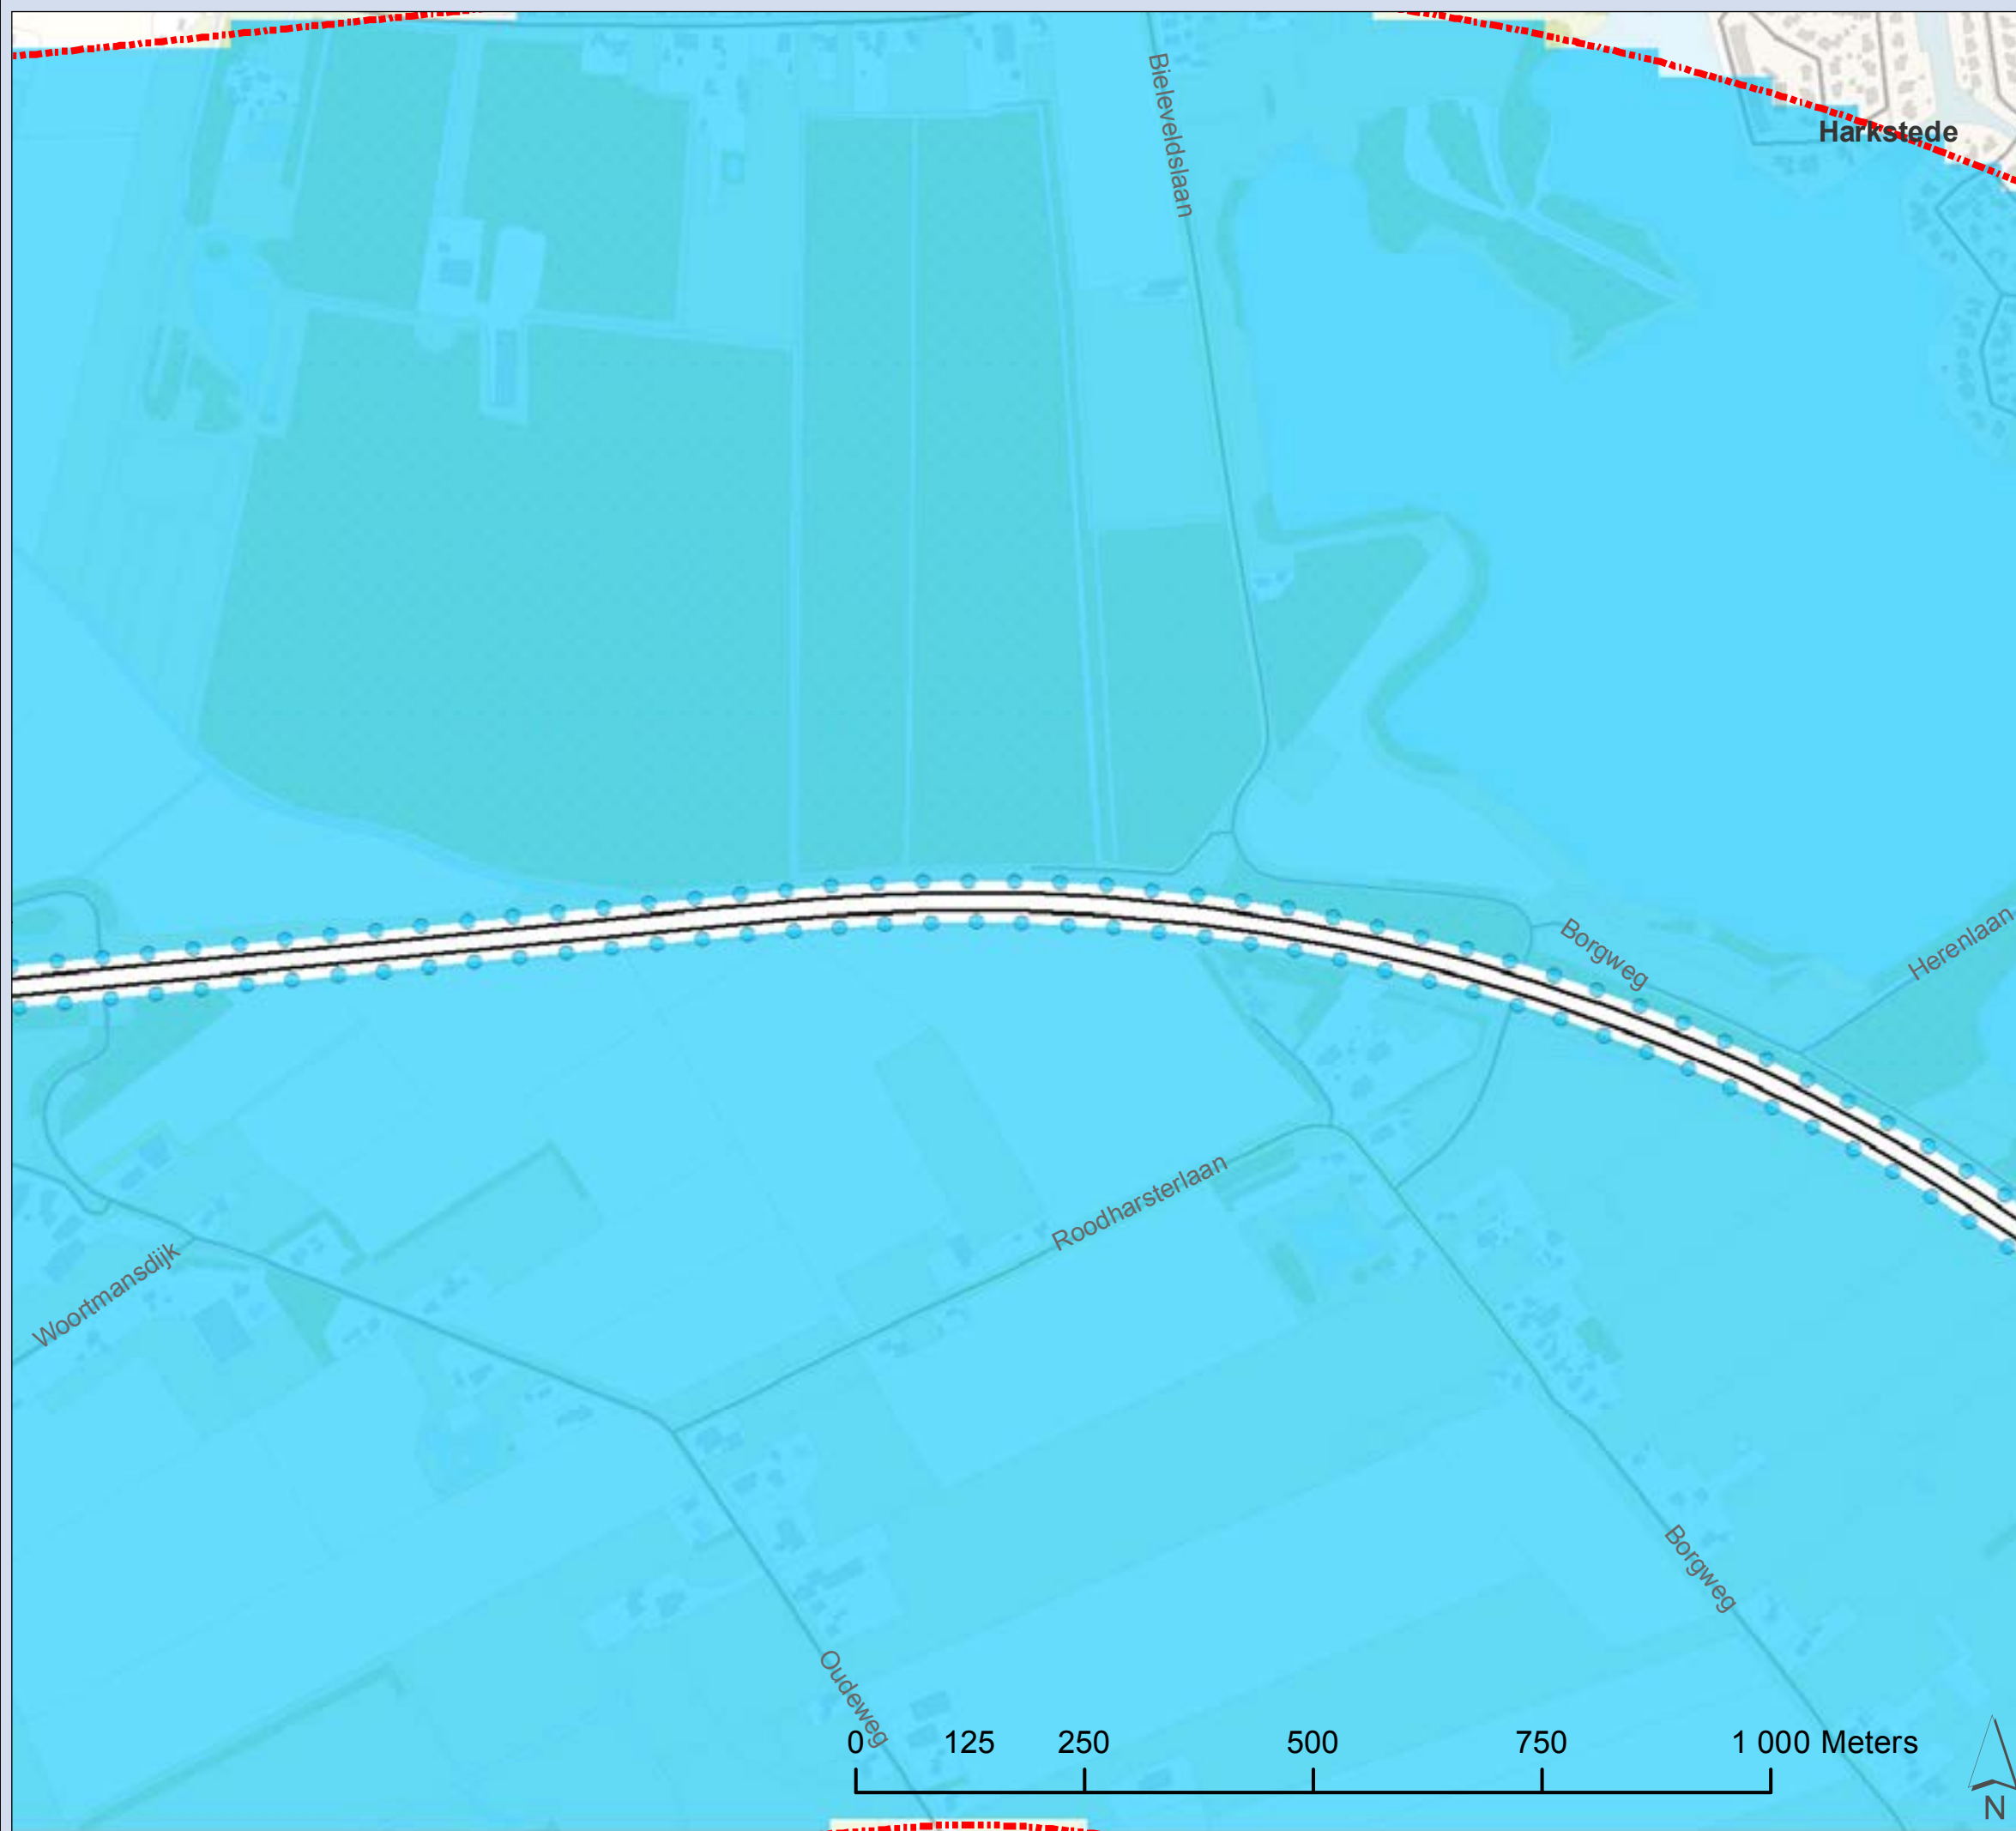 Bieleveldslaan
Harkstede
Borgweg
Herenlaan
Roodharsterlaan
Woortmansdijk
Borgweg
Oudeweg
0 125 250 500 750 1 000 Meters
N